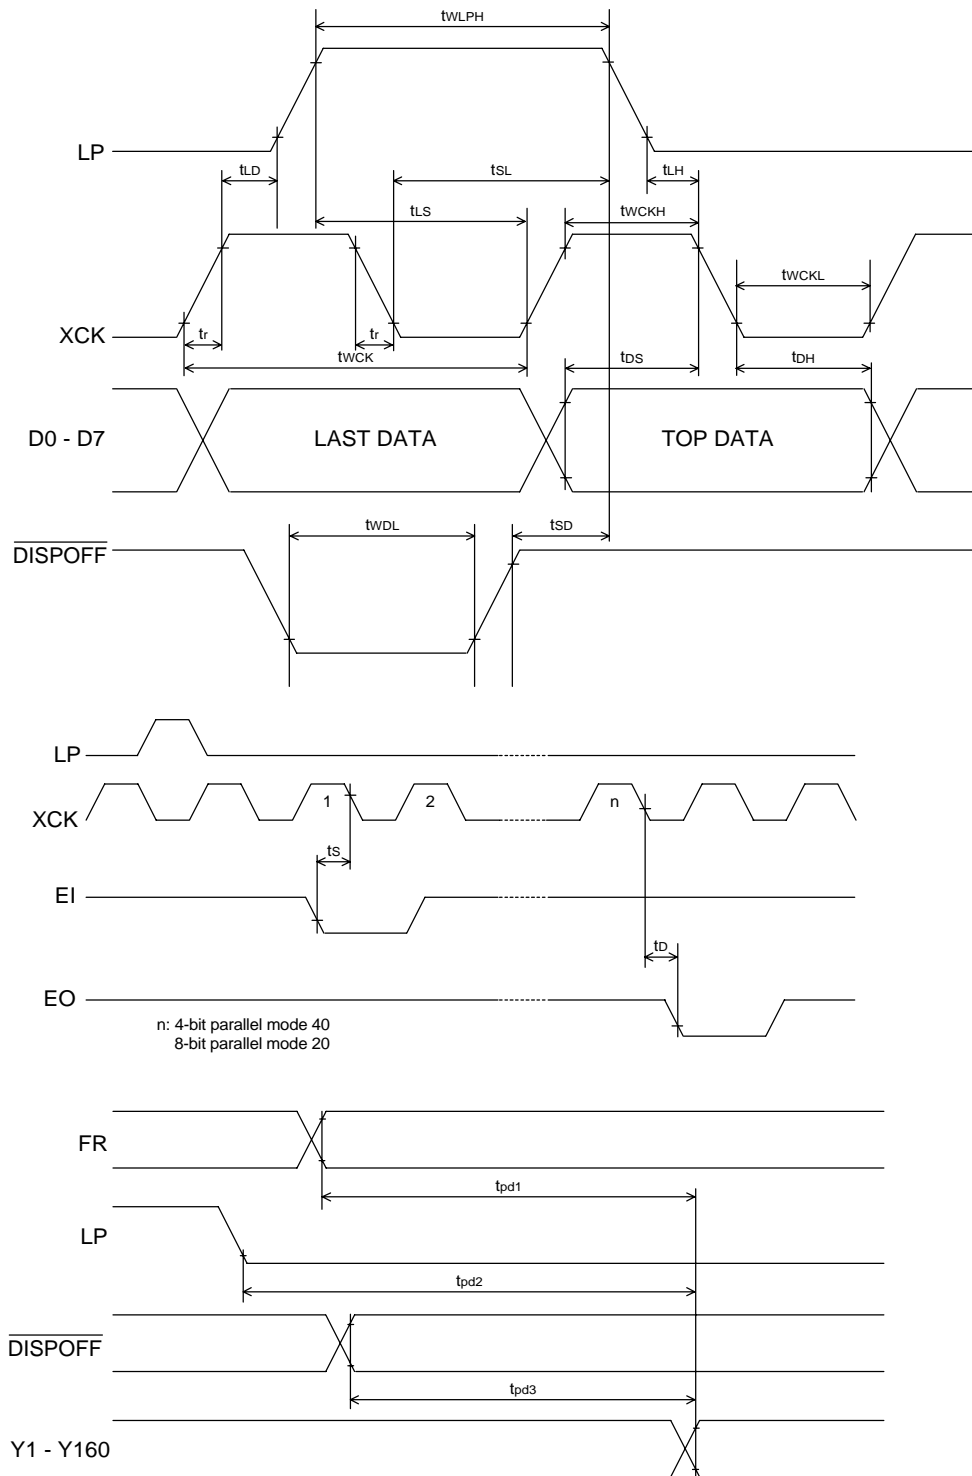 tWLPH
LP
tLD
tSL
tLH
tLS
tWCKH
tWCKL
XCK
tr
tr
tWCK
tDS
tDH
D0 - D7
LAST DATA
TOP DATA
tWDL
tSD
DISPOFF
LP
XCK
1
2
n
tS
EI
tD
EO
n: 4-bit parallel mode 40
8-bit parallel mode 20
FR
tpd1
LP
tpd2
DISPOFF
tpd3
Y1 - Y160